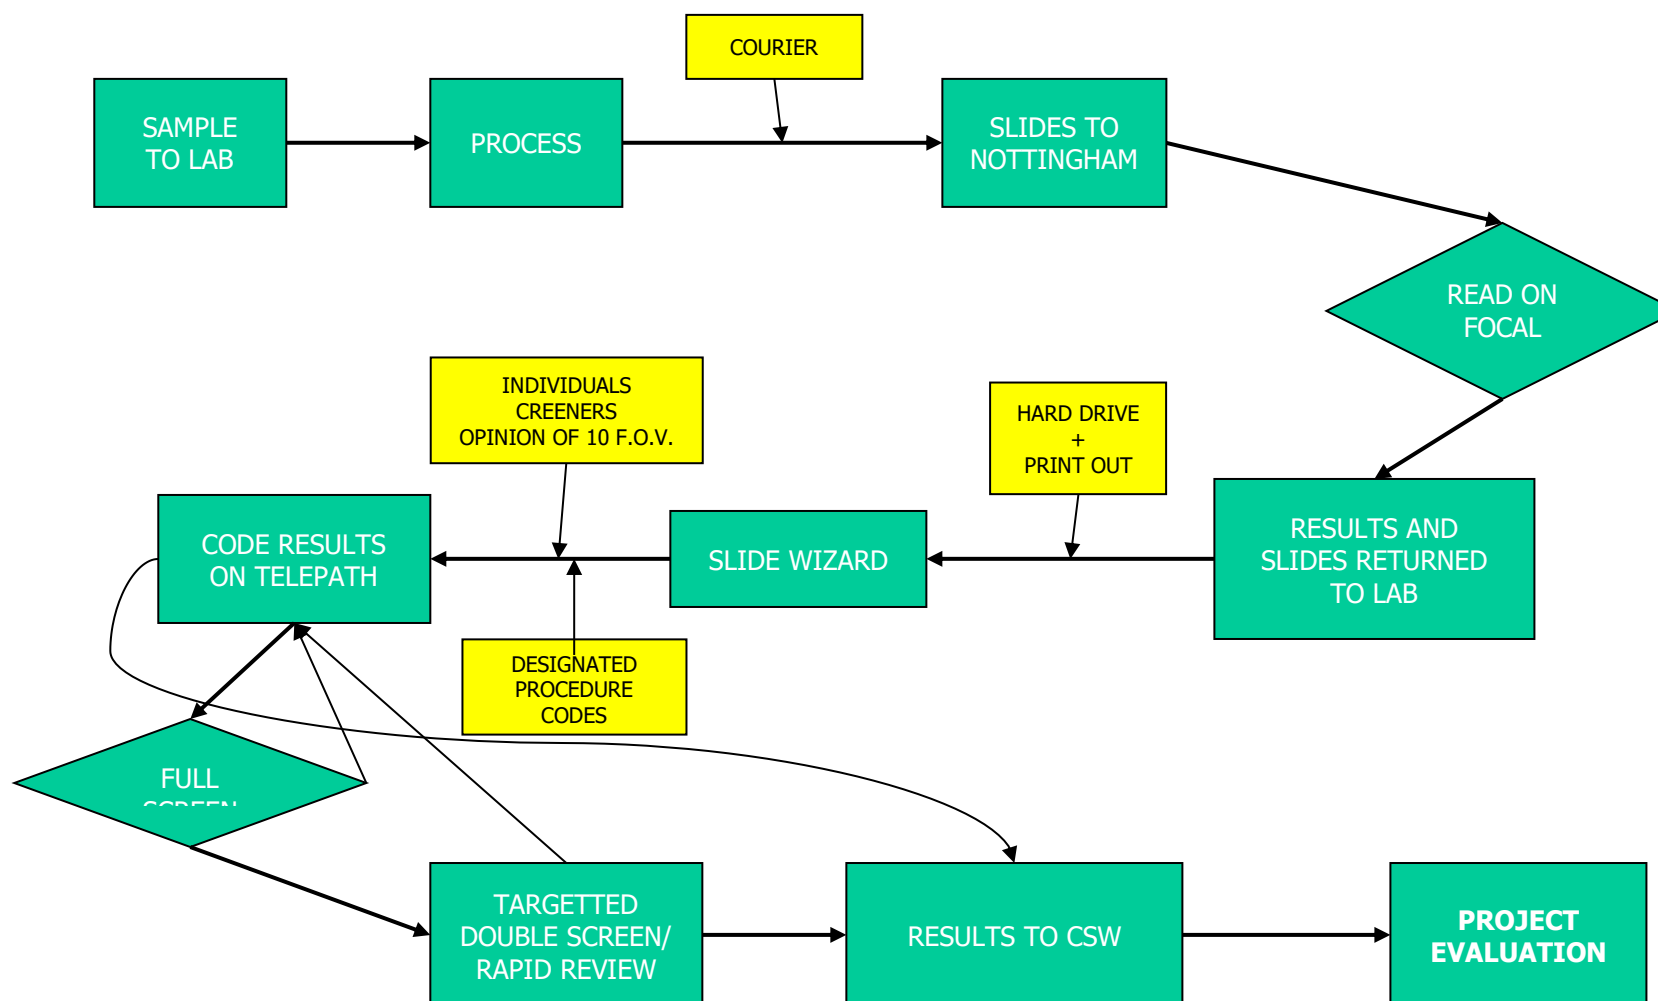 COURIER
SAMPLE
TO LAB
PROCESS
SLIDES TO
NOTTINGHAM
READ ON
FOCAL
INDIVIDUALS
CREENERS
OPINION OF 10 F.O.V.
HARD DRIVE
+
PRINT OUT
CODE RESULTS
ON TELEPATH
SLIDE WIZARD
RESULTS AND
SLIDES RETURNED
TO LAB
DESIGNATED
PROCEDURE
CODES
FULL
SCREEN
TARGETTED
DOUBLE SCREEN/
RAPID REVIEW
RESULTS TO CSW
PROJECT
EVALUATION